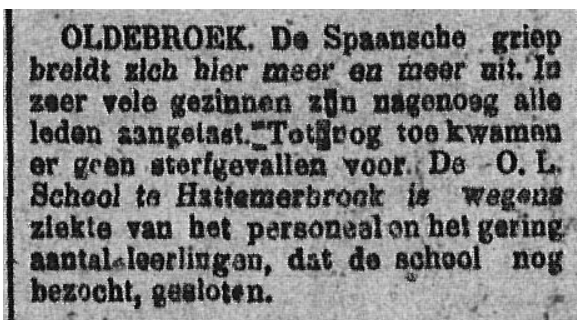 OLDEBROEK. De Spaansche griep
breidt zich hier meer en meer uit. In
zeer vele gezinnen zijn nagenoeg alle
leden aangetast. Tot nog toe kwamen
er geen sterfgevallen voor. De O. L.
School te Hattemerbroek is wegens
ziekte van het personeel en het gering
aantal leerlingen, dat de school nog
bezocht, gesloten.